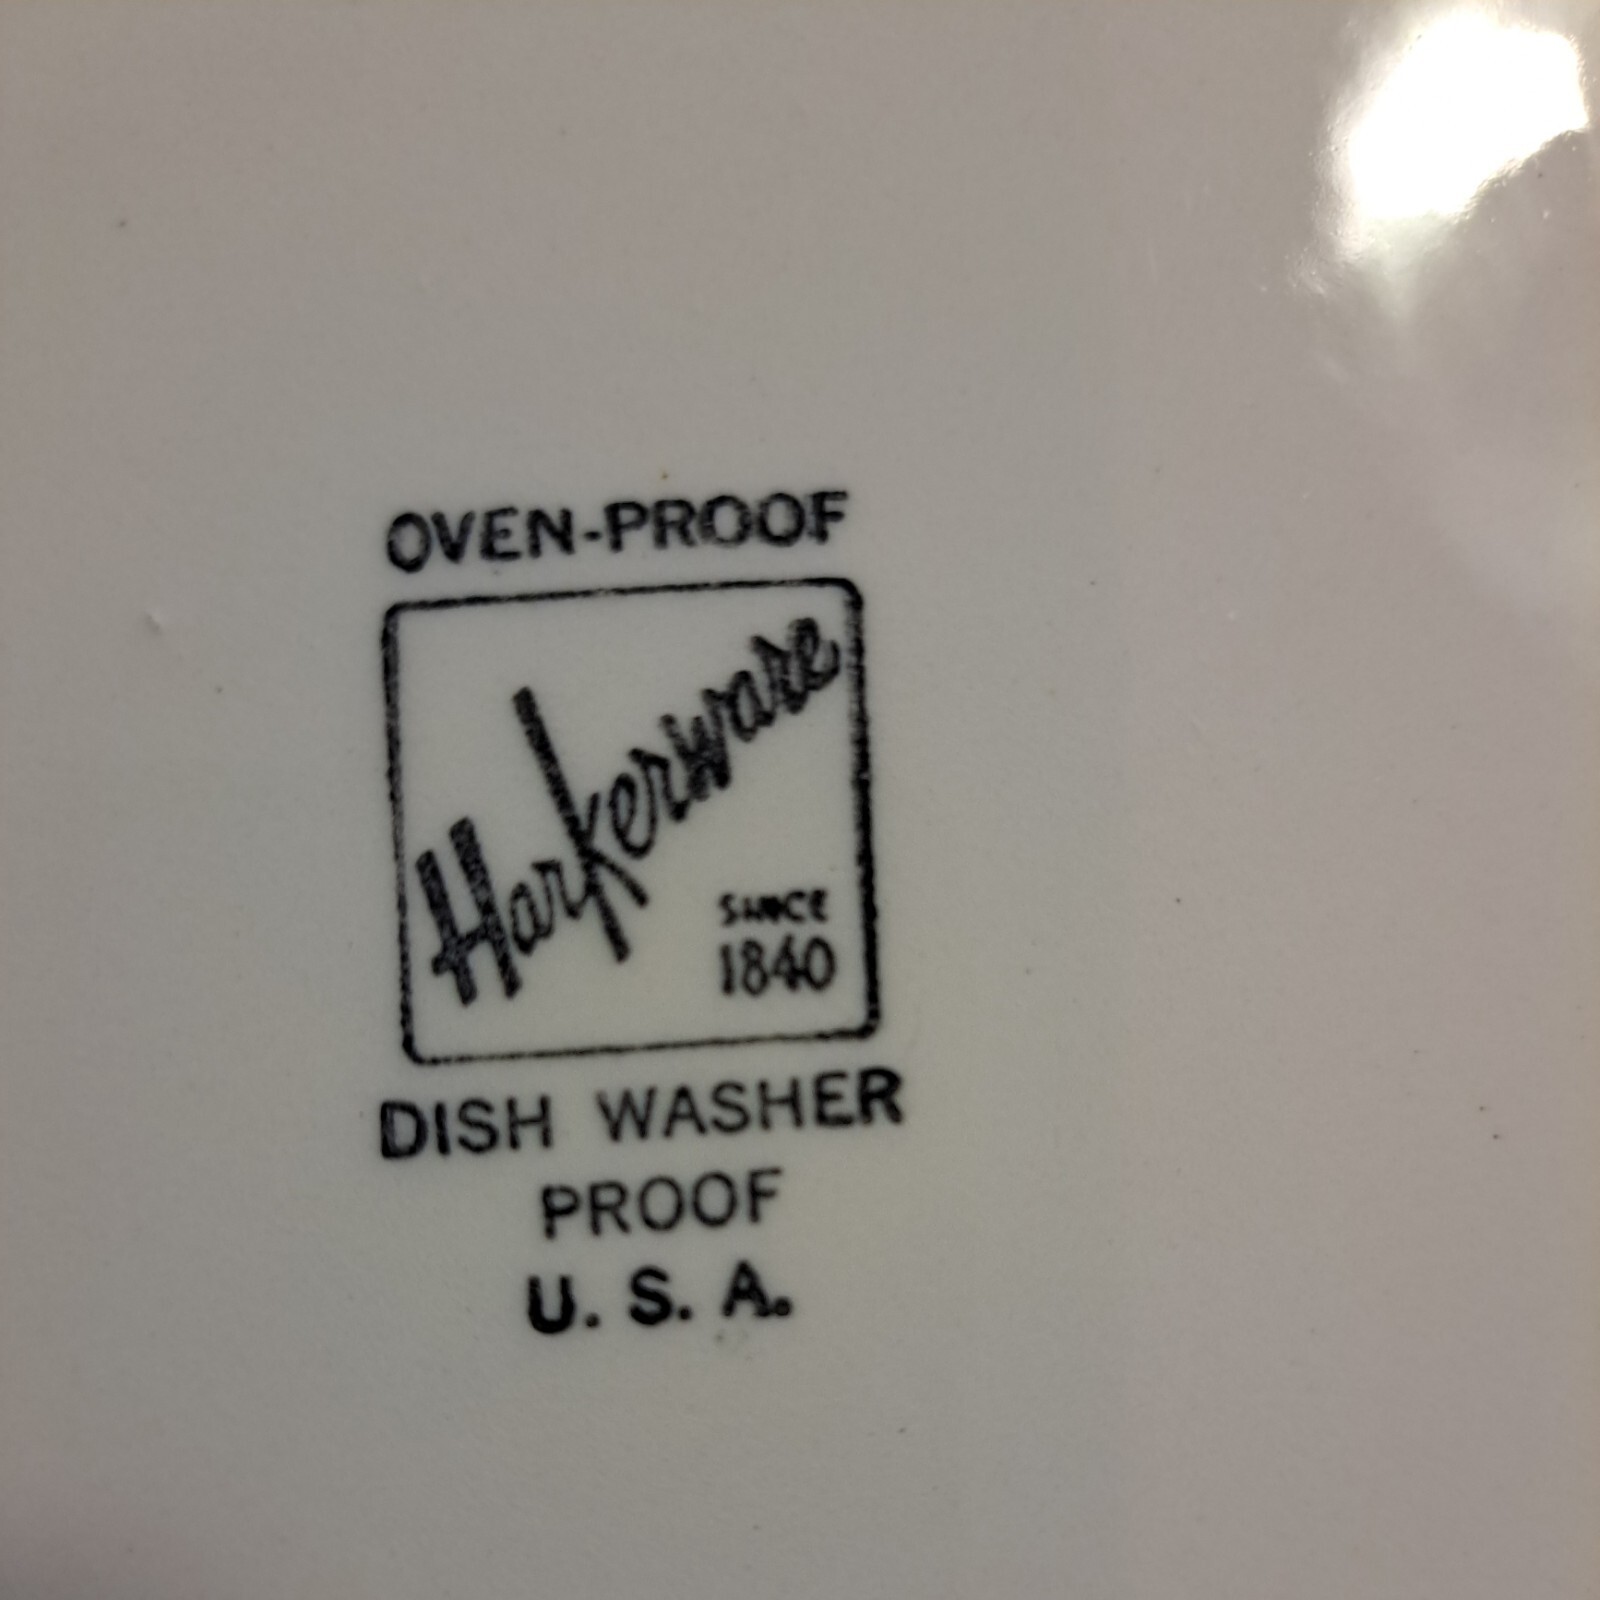 OVEN-PROOF
Harkerware
SINCE
1840
DISH WASHER
PROOF
U. S. A.